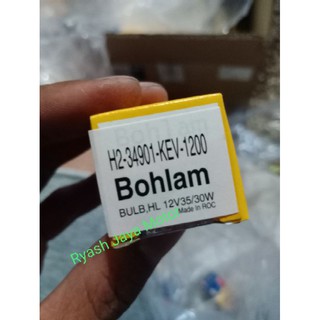 H2-34901-KEV-1200
Bohlam
BULB,HL 12V35/30W
Made in ROC
Ryash Jaya